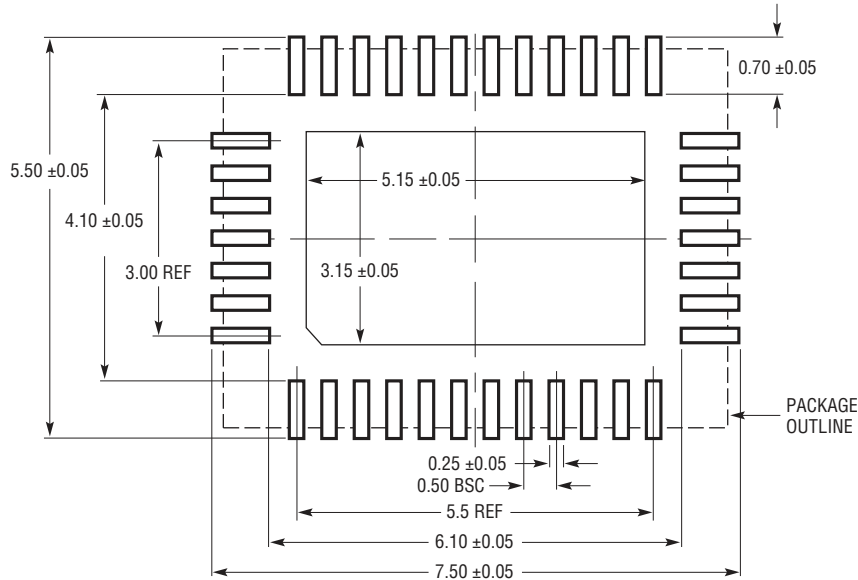 0.70 ±0.05
5.50 ±0.05
5.15 ±0.05
4.10 ±0.05
3.00 REF
3.15 ±0.05
PACKAGE
OUTLINE
0.25 ±0.05
0.50 BSC
5.5 REF
6.10 ±0.05
7.50 ±0.05